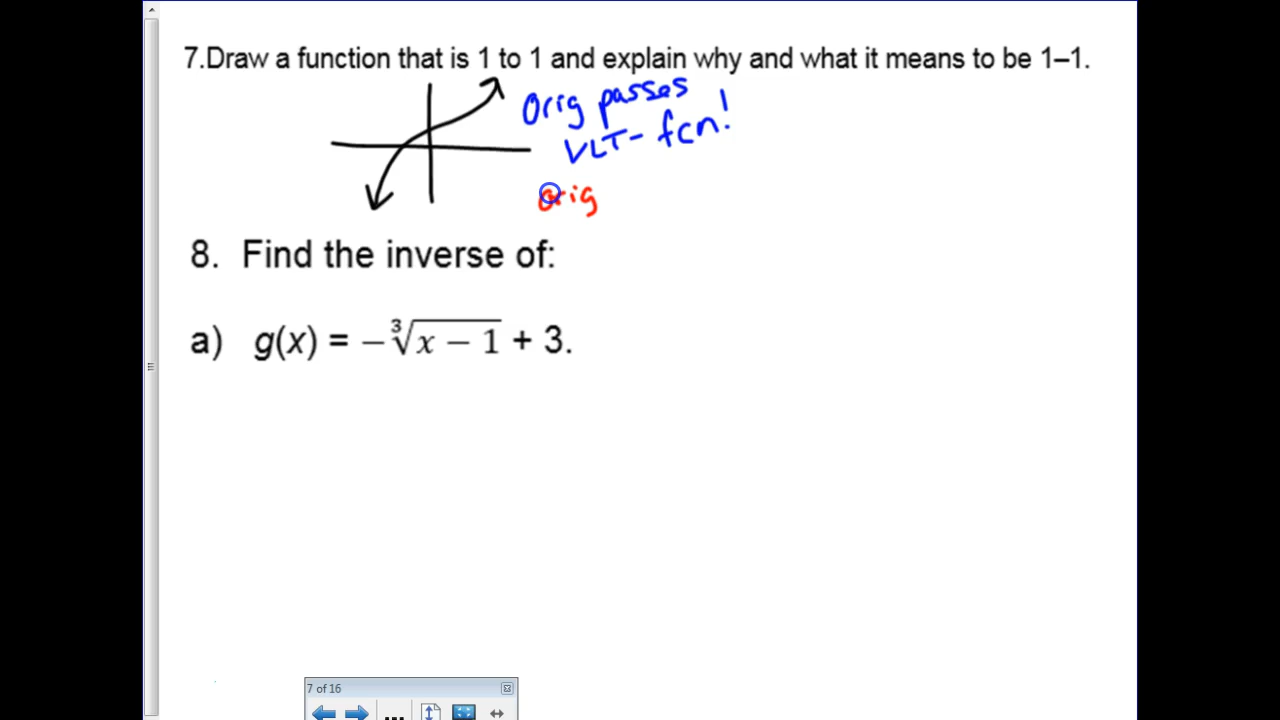 7.Draw a function that is 1 to 1 and explain why and what it means to be 1–1.
Orig passes
VLT- fcn!
orig
8. Find the inverse of:
a) g(x) = −∛(x − 1) + 3.
7 of 16